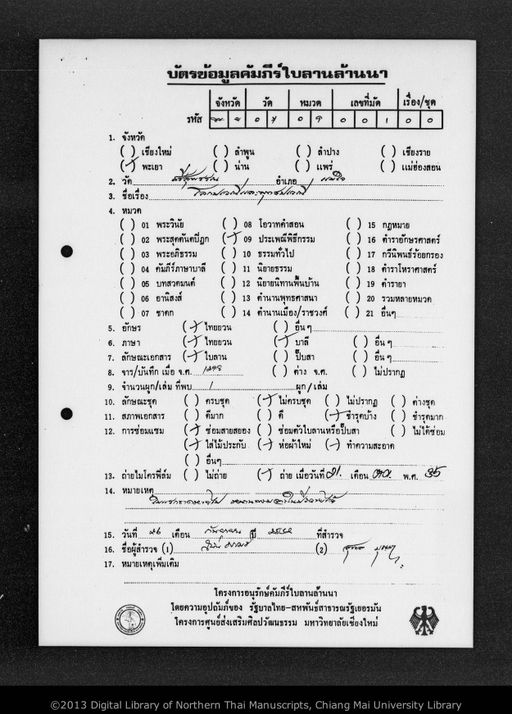 บัตรข้อมูลคัมภีร์ใบลานล้านนา
จังหวัด วัด หมวด เลขที่มัด เรื่อง/ชุด
รหัส 0 9 0 0 1 0 0
1. จังหวัด
( ) เชียงใหม่ ( ) ลำพูน ( ) ลำปาง ( ) เชียงราย
(✓) พะเยา ( ) น่าน ( ) แพร่ ( ) แม่ฮ่องสอน
2. วัด อำเภอ แม่ใจ
3. ชื่อเรื่อง
4. หมวด
( ) 01 พระวินัย ( ) 08 โอวาทคำสอน ( ) 15 กฎหมาย
( ) 02 พระสุตตันตปิฎก (✓) 09 ประเพณีพิธีกรรม ( ) 16 ตำราอักษรศาสตร์
( ) 03 พระอภิธรรม ( ) 10 ธรรมทั่วไป ( ) 17 กวีนิพนธ์ร้อยกรอง
( ) 04 คัมภีร์ภาษาบาลี ( ) 11 นิยายธรรม ( ) 18 ตำราโหราศาสตร์
( ) 05 บทสวดมนต์ ( ) 12 นิยายนิทานพื้นบ้าน ( ) 19 ตำรายา
( ) 06 อานิสงส์ ( ) 13 ตำนานพุทธศาสนา ( ) 20 รวมหลายหมวด
( ) 07 ชาดก ( ) 14 ตำนานเมือง/ราชวงศ์ ( ) 21 อื่นๆ
5. อักษร (✓) ไทยยวน ( ) อื่นๆ
6. ภาษา (✓) ไทยยวน (✓) บาลี ( ) อื่นๆ
7. ลักษณะเอกสาร (✓) ใบลาน ( ) ปั๊บสา ( ) อื่นๆ
8. จาร/บันทึก เมื่อ จ.ศ. ( ) ค่าง จ.ศ. ( ) ไม่ปรากฏ
9. จำนวนผูก/เล่ม ที่พบ 1 ผูก/เล่ม
10. ลักษณะชุด ( ) ครบชุด (✓) ไม่ครบชุด ( ) ไม่ปรากฏ ( ) ค่างชุด
11. สภาพเอกสาร ( ) ดีมาก ( ) ดี (✓) ชำรุดบ้าง ( ) ชำรุดมาก
12. การซ่อมแซม (✓) ซ่อมสายสยอง ( ) ซ่อมตัวใบลานหรือปั๊บสา ( ) ไม่ได้ซ่อม
(✓) ใส่ไม้ประกับ (✓) ห่อผ้าใหม่ (✓) ทำความสะอาด
( ) อื่นๆ
13. ถ่ายไมโครฟิล์ม ( ) ไม่ถ่าย (✓) ถ่าย เมื่อวันที่ 21 เดือน ต.ค. พ.ศ. 35
14. หมายเหตุ
15. วันที่ 26 เดือน กันยายน ปี ที่สำรวจ
16. ชื่อผู้สำรวจ (1) (2)
17. หมายเหตุเพิ่มเติม
โครงการอนุรักษ์คัมภีร์ใบลานล้านนา
โดยความอุปถัมภ์ของ รัฐบาลไทย-สหพันธ์สาธารณรัฐเยอรมัน
โครงการศูนย์ส่งเสริมศิลปวัฒนธรรม มหาวิทยาลัยเชียงใหม่
©2013 Digital Library of Northern Thai Manuscripts, Chiang Mai University Library